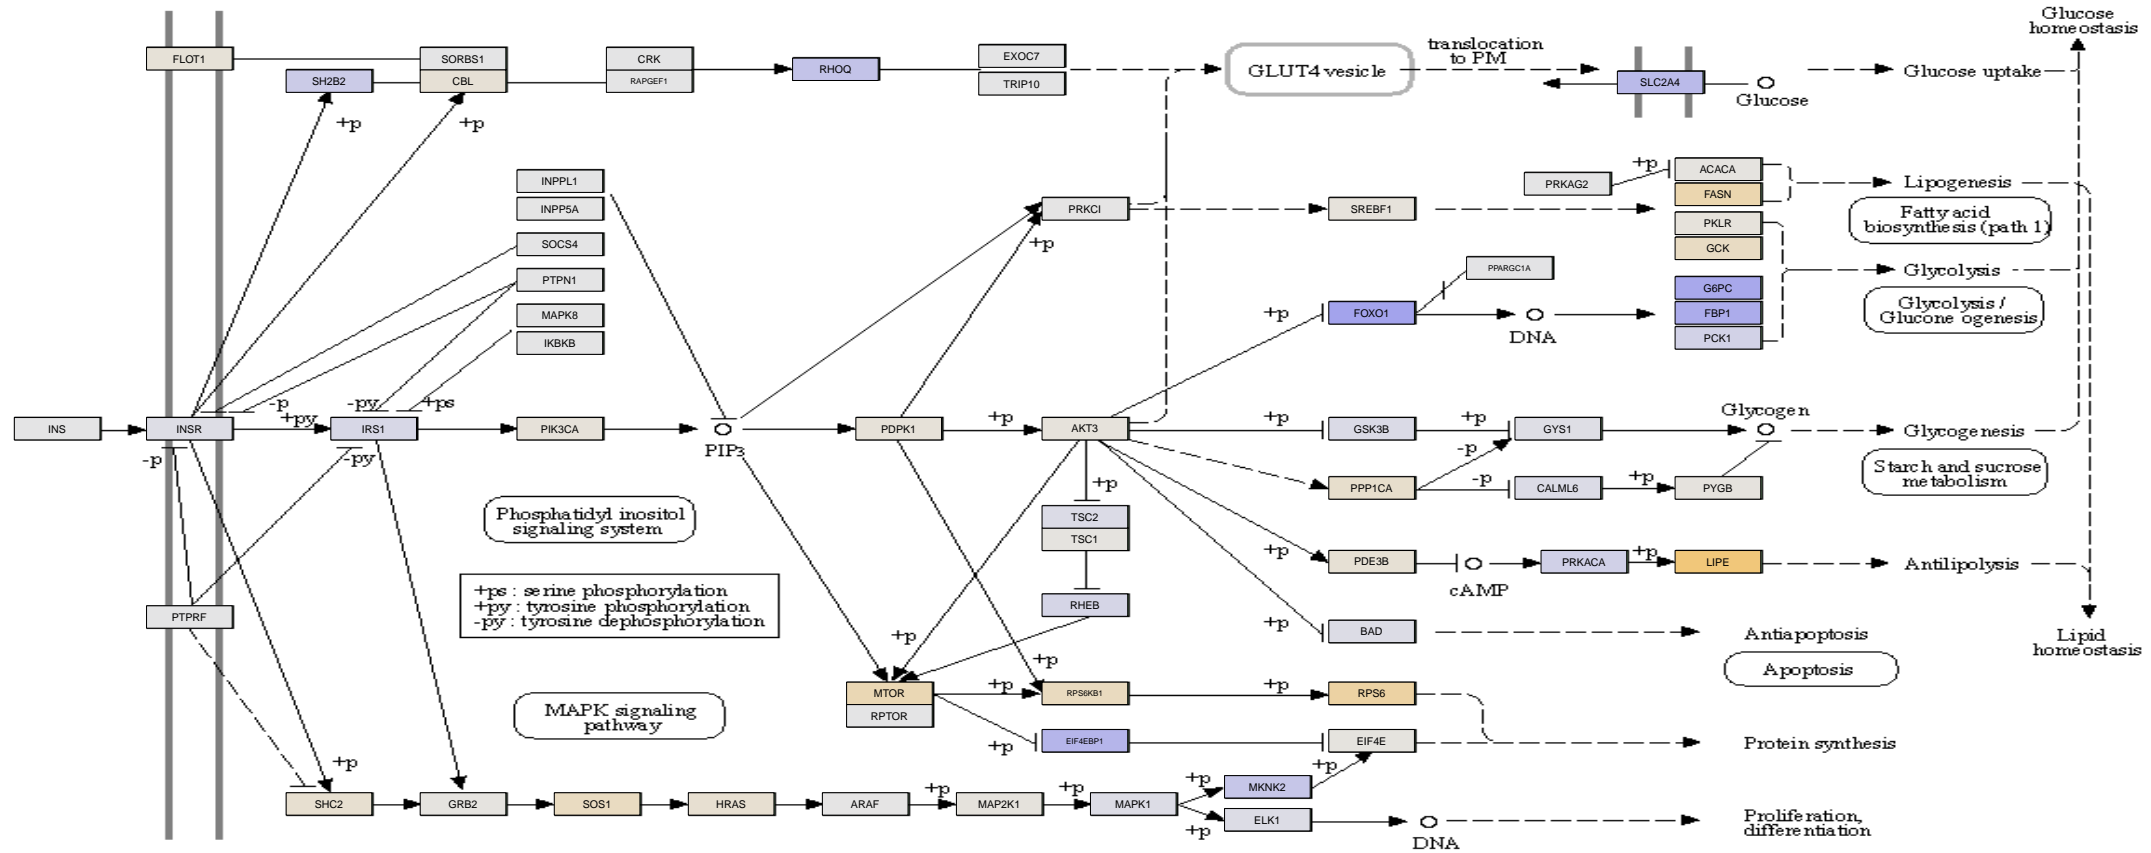 Glucose
homeostasis
FLOT1
SORBS1
CRK
EXOC7
translocation
to PM
SH2B2
CBL
RAPGEF1
RHOQ
TRIP10
GLUT4 vesicle
SLC2A4
Glucose
Glucose uptake
+p
+p
INPPL1
INPP5A
SOCS4
PTPN1
MAPK8
IKBKB
PRKCI
+p
SREBF1
PRKAG2
+p
ACACA
FASN
PKLR
GCK
Lipogenesis
Fatty acid
biosynthesis (path 1)
PPARGC1A
G6PC
FBP1
PCK1
Glycolysis
Glycolysis /
Glucone ogenesis
+p
FOXO1
DNA
INS
INSR
-p
+py
-p
IRS1
-py
+ps
-py
PIK3CA
PIP3
PDPK1
+p
AKT3
+p
GSK3B
+p
-p
GYS1
Glycogen
Glycogenesis
Starch and sucrose
metabolism
PPP1CA
-p
CALML6
+p
PYGB
Phosphatidyl inositol
signaling system
+p
TSC2
TSC1
+p
PDE3B
cAMP
PRKACA
+p
LIPE
Antilipolysis
+ps : serine phosphorylation
+py : tyrosine phosphorylation
-py : tyrosine dephosphorylation
PTPRF
RHEB
+p
+p
BAD
Antiapoptosis
Apoptosis
Lipid
homeostasis
MTOR
RPTOR
+p
+p
RPS6KB1
+p
RPS6
MAPK signaling
pathway
+p
EIF4EBP1
EIF4E
Protein synthesis
+p
SHC2
GRB2
SOS1
HRAS
ARAF
+p
MAP2K1
+p
MAPK1
+p
MKNK2
+p
+p
ELK1
DNA
Proliferation,
differentiation